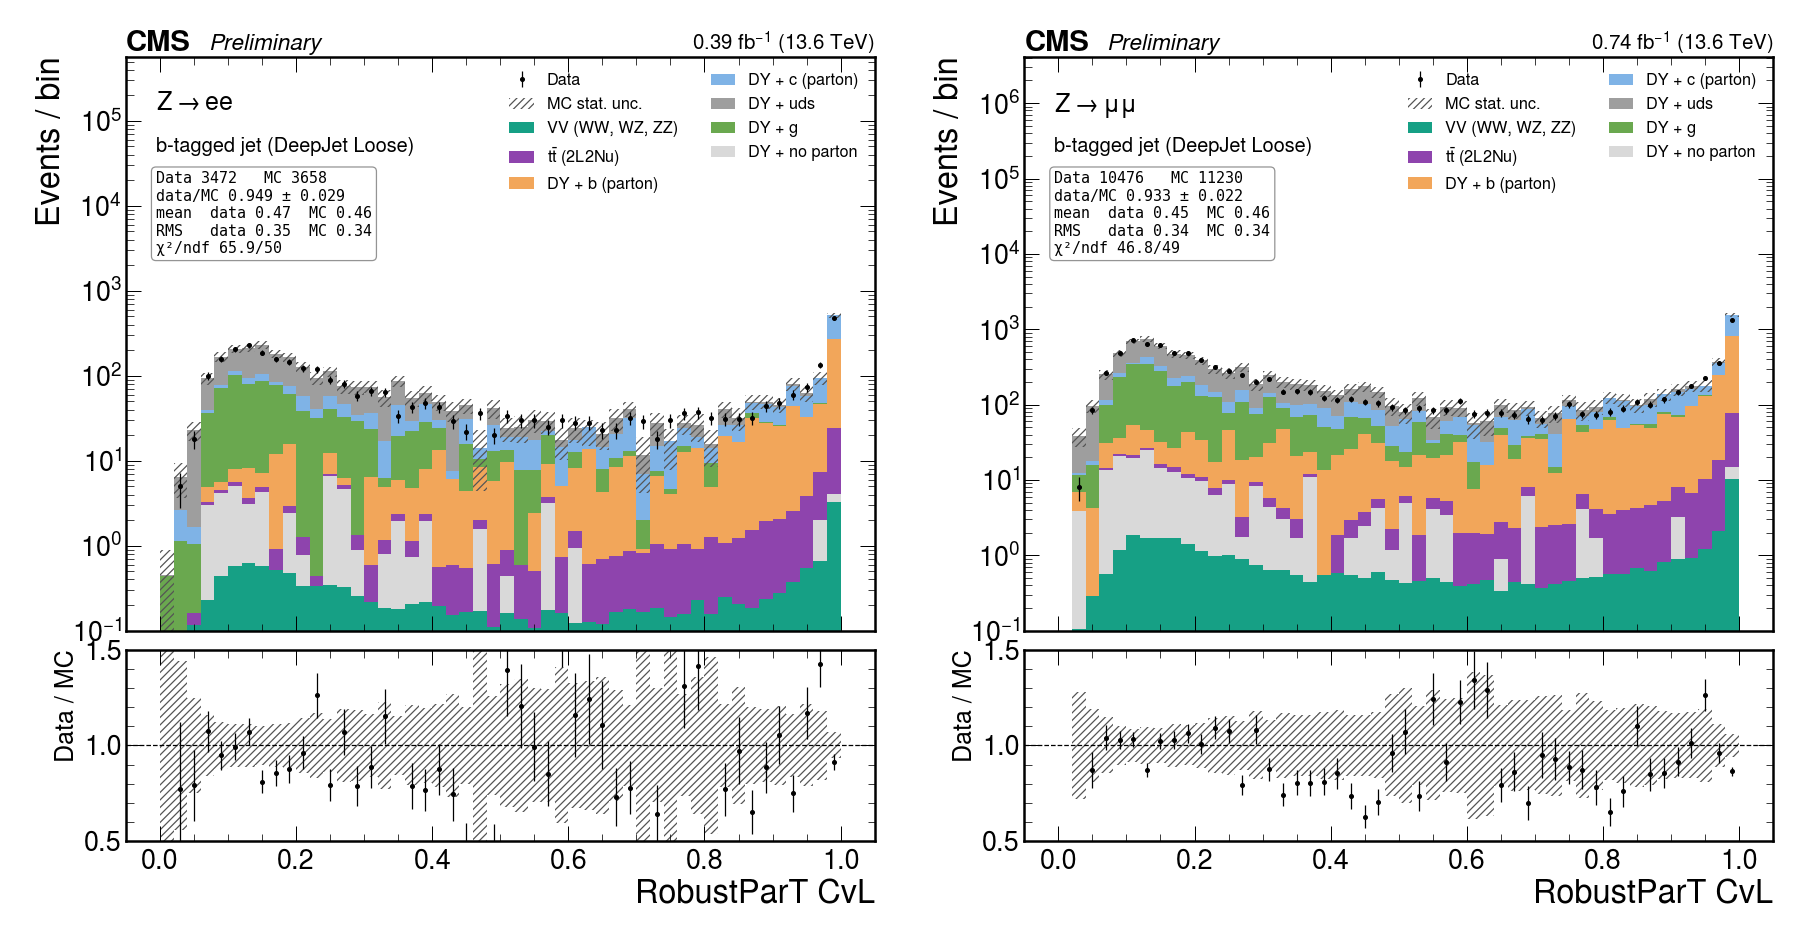 CMS Preliminary 0.39 fb⁻¹ (13.6 TeV)
Events / bin
Z → ee
b-tagged jet (DeepJet Loose)
Data 3472   MC 3658
data/MC 0.949 ± 0.029
mean  data 0.47  MC 0.46
RMS   data 0.35  MC 0.34
χ²/ndf 65.9/50
Data
MC stat. unc.
VV (WW, WZ, ZZ)
tt̄ (2L2Nu)
DY + b (parton)
DY + c (parton)
DY + uds
DY + g
DY + no parton
10⁵
10⁴
10³
10²
10¹
10⁰
10⁻¹
Data / MC
1.5
1.0
0.5
0.0 0.2 0.4 0.6 0.8 1.0
RobustParT CvL
CMS Preliminary 0.74 fb⁻¹ (13.6 TeV)
Events / bin
Z → μμ
b-tagged jet (DeepJet Loose)
Data 10476   MC 11230
data/MC 0.933 ± 0.022
mean  data 0.45  MC 0.46
RMS   data 0.34  MC 0.34
χ²/ndf 46.8/49
Data
MC stat. unc.
VV (WW, WZ, ZZ)
tt̄ (2L2Nu)
DY + b (parton)
DY + c (parton)
DY + uds
DY + g
DY + no parton
10⁶
10⁵
10⁴
10³
10²
10¹
10⁰
10⁻¹
Data / MC
1.5
1.0
0.5
0.0 0.2 0.4 0.6 0.8 1.0
RobustParT CvL